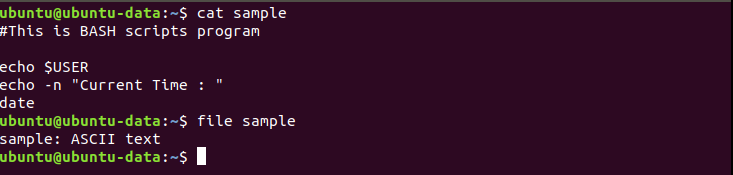 ubuntu@ubuntu-data:~$ cat sample
#This is BASH scripts program

echo $USER
echo -n "Current Time : "
date
ubuntu@ubuntu-data:~$ file sample
sample: ASCII text
ubuntu@ubuntu-data:~$